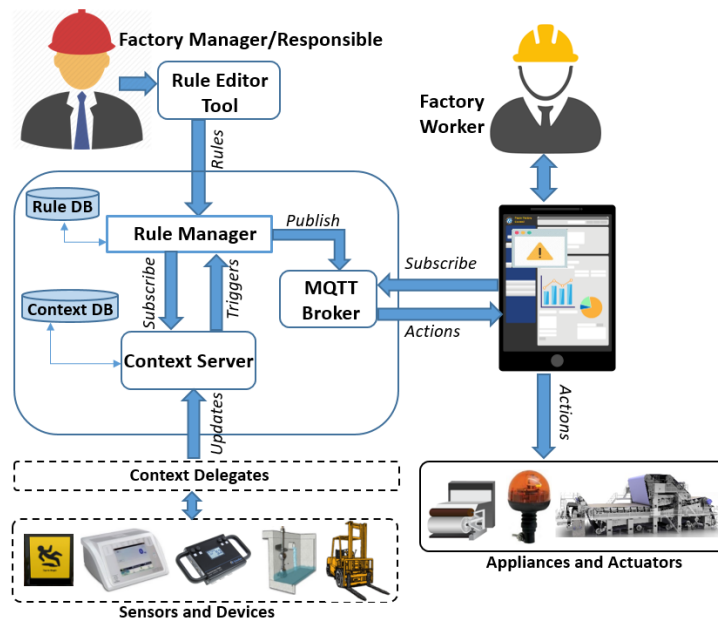 Factory Manager/Responsible
Rule Editor
Tool
Factory
Worker
Rules
Rule DB
Rule Manager
Publish
Subscribe
Triggers
MQTT
Broker
Subscribe
Actions
Context DB
Context Server
Updates
Actions
Context Delegates
Appliances and Actuators
Sensors and Devices